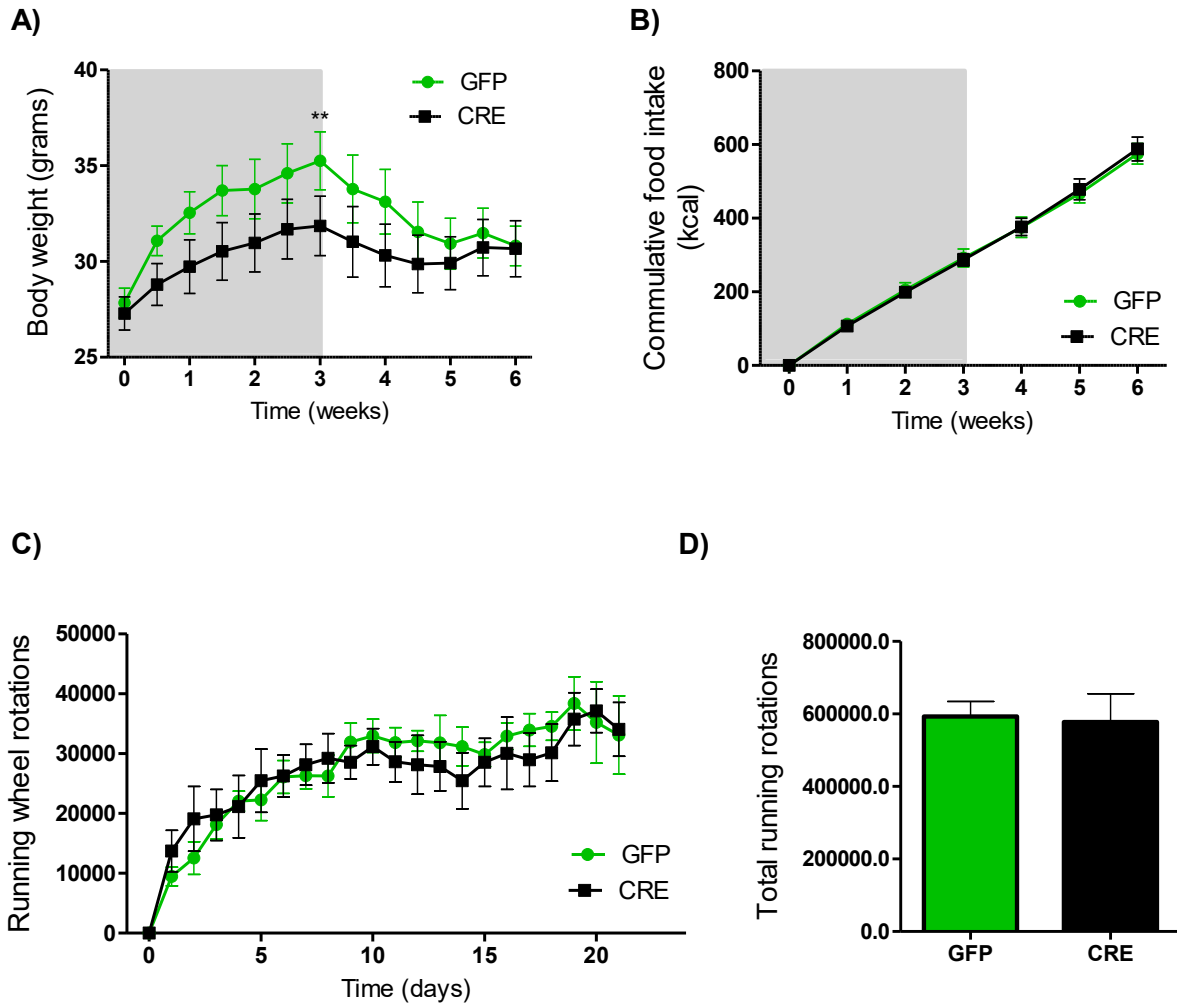 A)
40
35
30
25
**
GFP
CRE
0 1 2 3 4 5 6
Time (weeks)
Body weight (grams)
B)
800
600
400
200
0
GFP
CRE
0 1 2 3 4 5 6
Time (weeks)
Commulative food intake
(kcal)
C)
50000
40000
30000
20000
10000
0
GFP
CRE
0 5 10 15 20
Time (days)
Running wheel rotations
D)
800000.0
600000.0
400000.0
200000.0
0.0
GFP CRE
Total running rotations